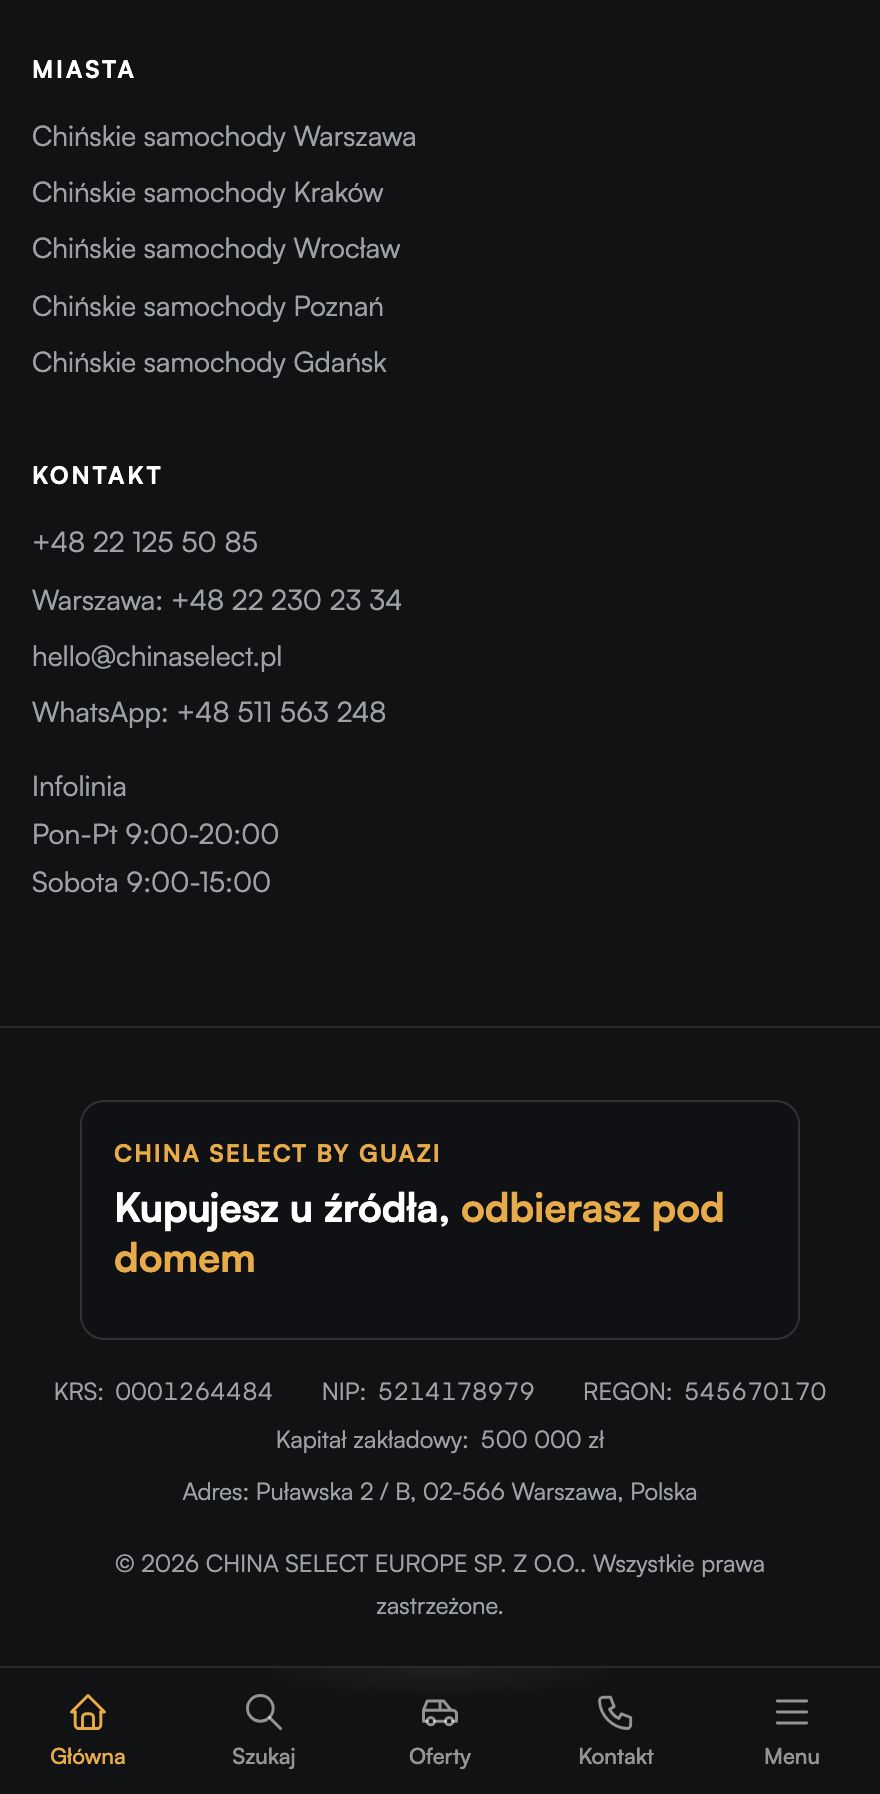 MIASTA
Chińskie samochody Warszawa
Chińskie samochody Kraków
Chińskie samochody Wrocław
Chińskie samochody Poznań
Chińskie samochody Gdańsk
KONTAKT
+48 22 125 50 85
Warszawa: +48 22 230 23 34
hello@chinaselect.pl
WhatsApp: +48 511 563 248
Infolinia
Pon-Pt 9:00-20:00
Sobota 9:00-15:00
CHINA SELECT BY GUAZI
Kupujesz u źródła, odbierasz pod
domem
KRS: 0001264484 NIP: 5214178979 REGON: 545670170
Kapitał zakładowy: 500 000 zł
Adres: Puławska 2 / B, 02-566 Warszawa, Polska
© 2026 CHINA SELECT EUROPE SP. Z O.O.. Wszystkie prawa
zastrzeżone.
Główna Szukaj Oferty Kontakt Menu